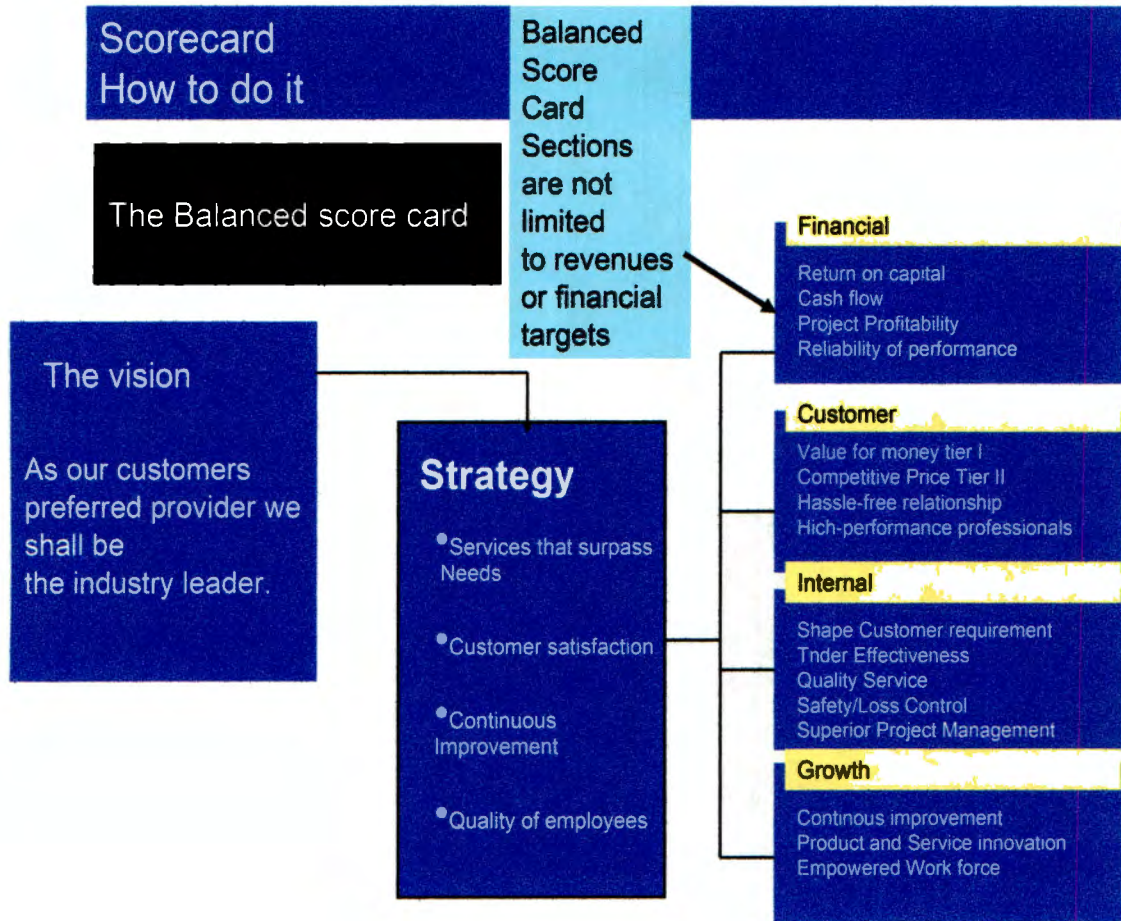 Scorecard
How to do it
Balanced
Score
Card
Sections
are not
limited
to revenues
or financial
targets
The Balanced score card
The vision
As our customers
preferred provider we
shall be
the industry leader.
Strategy
•Services that surpass
Needs
•Customer satisfaction
•Continuous
Improvement
•Quality of employees
Financial
Return on capital
Cash flow
Project Profitability
Reliability of performance
Customer
Value for money tier I
Competitive Price Tier II
Hassle-free relationship
Hich-performance professionals
Internal
Shape Customer requirement
Tnder Effectiveness
Quality Service
Safety/Loss Control
Superior Project Management
Growth
Continous improvement
Product and Service innovation
Empowered Work force